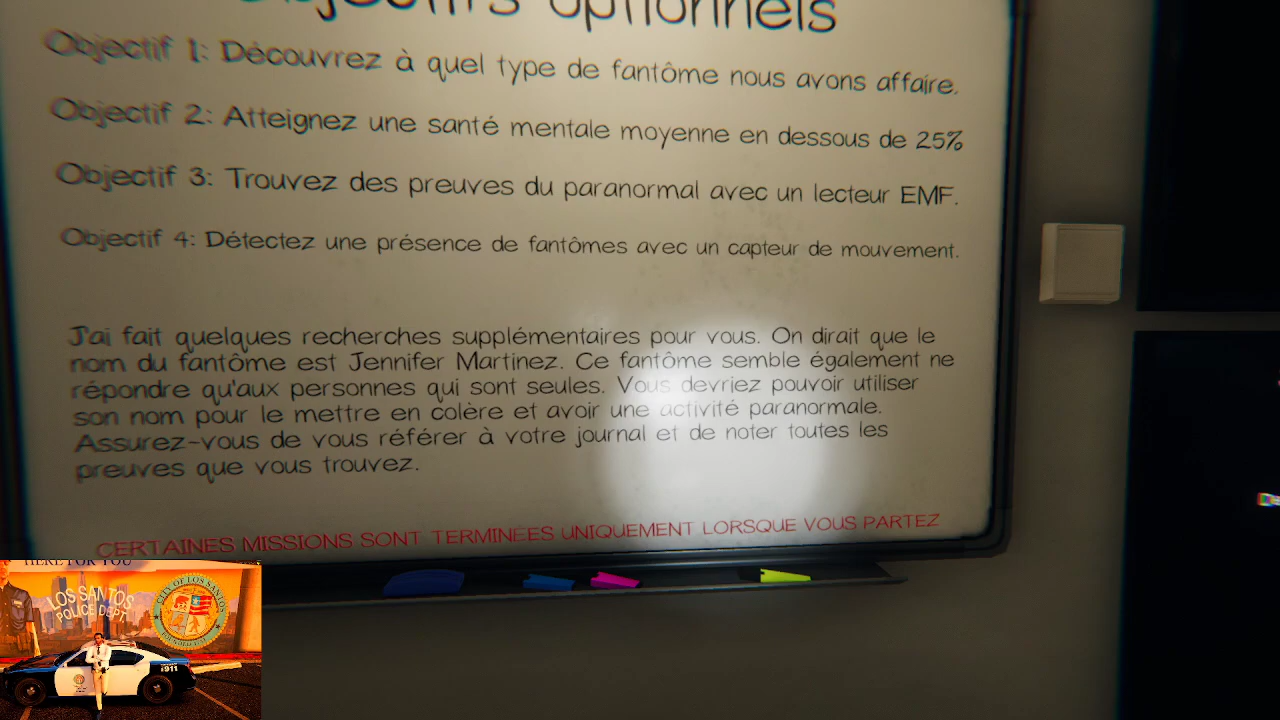 Objectifs optionnels
Objectif 1: Découvrez à quel type de fantôme nous avons affaire.
Objectif 2: Atteignez une santé mentale moyenne en dessous de 25%
Objectif 3: Trouvez des preuves du paranormal avec un lecteur EMF.
Objectif 4: Détectez une présence de fantômes avec un capteur de mouvement.
J'ai fait quelques recherches supplémentaires pour vous. On dirait que le
nom du fantôme est Jennifer Martinez. Ce fantôme semble également ne
répondre qu'aux personnes qui sont seules. Vous devriez pouvoir utiliser
son nom pour le mettre en colère et avoir une activité paranormale.
Assurez-vous de vous référer à votre journal et de noter toutes les
preuves que vous trouvez.
CERTAINES MISSIONS SONT TERMINÉES UNIQUEMENT LORSQUE VOUS PARTEZ
HERE FOR YOU
LOS SANTOS
POLICE DEPT.
CITY OF LOS SANTOS
911